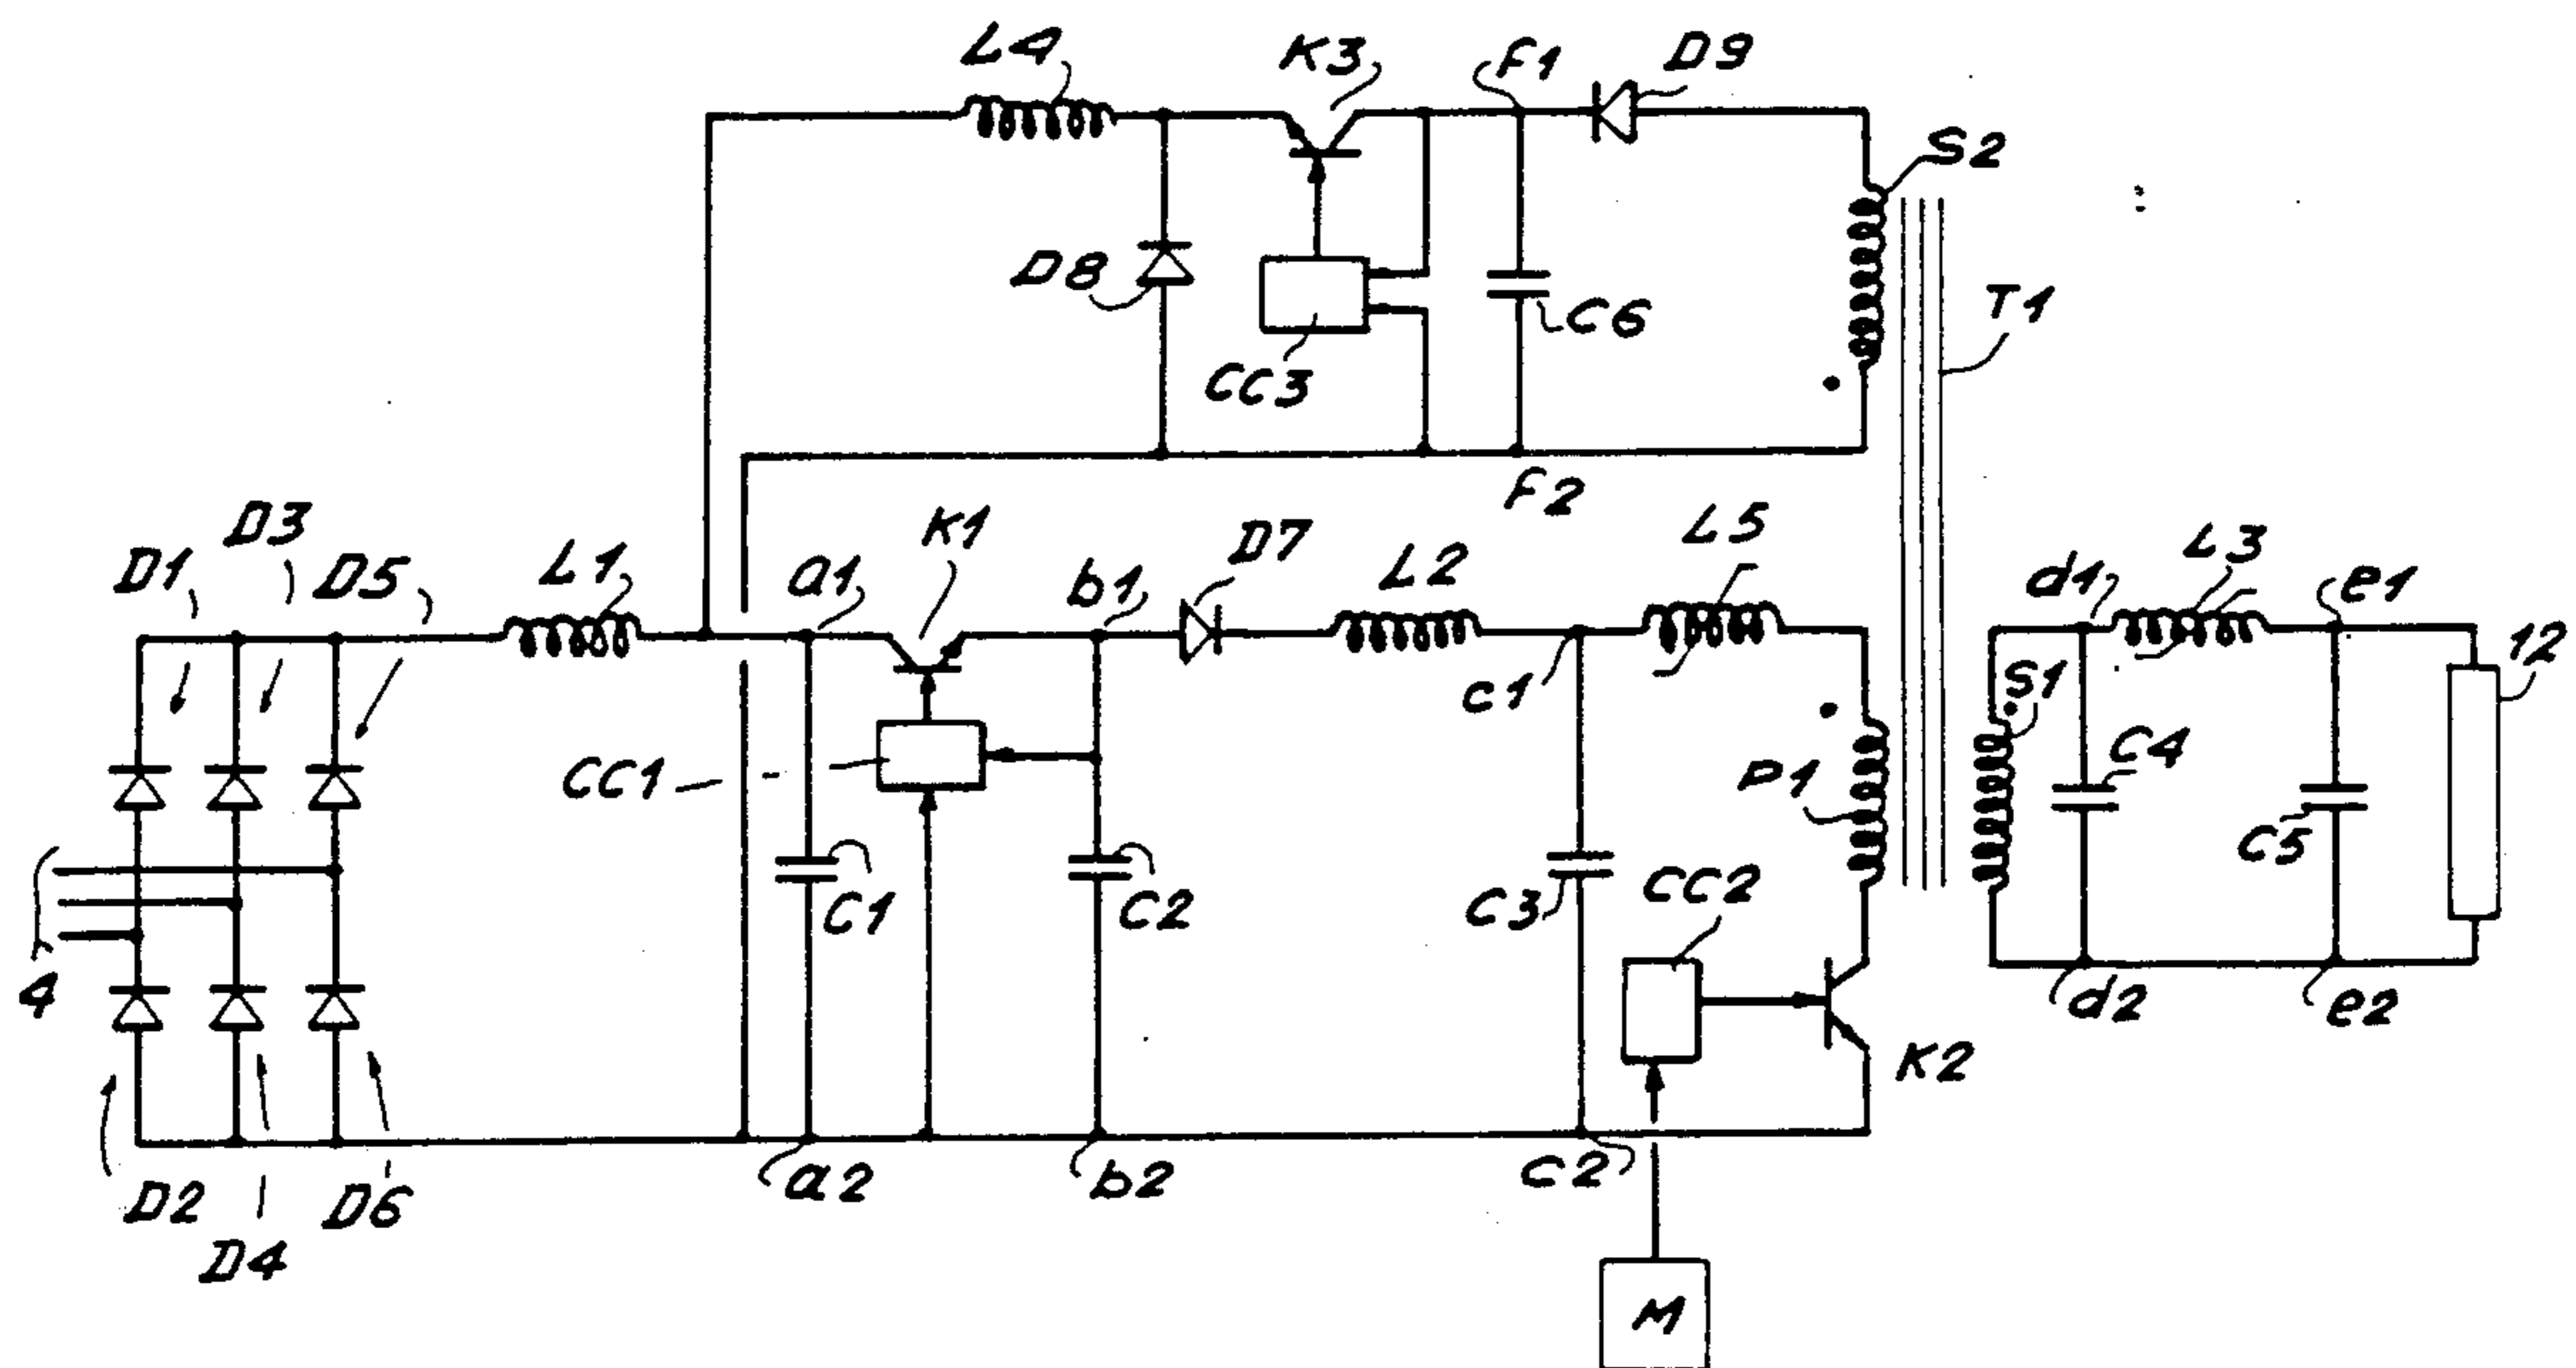 L4
K3
F1
D9
S2
D8
C6
T1
CC3
F2
D1
D3
D5
L1
a1
K1
b1
D7
L2
L5
d1
L3
e1
12
c1
S1
CC1
P1
C4
C5
C1
C2
C3
CC2
4
K2
d2
e2
D2
D4
D6
a2
b2
c2
M